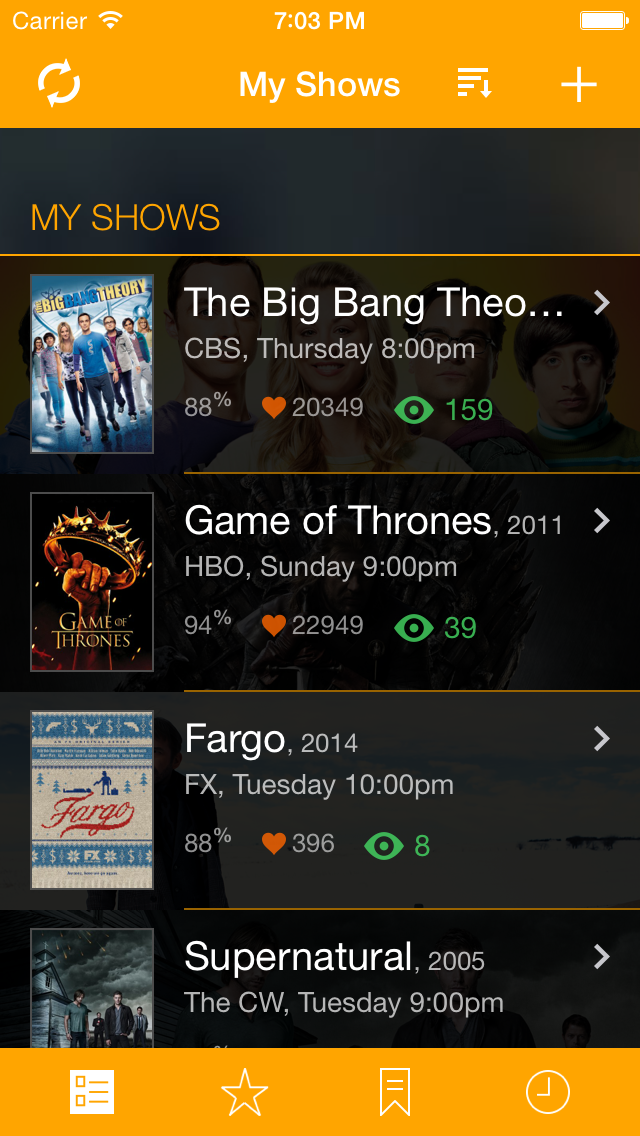 Carrier 7:03 PM
My Shows
MY SHOWS
THE BIG BANG THEORY
The Big Bang Theo...
CBS, Thursday 8:00pm
88% 20349 159
GAME OF
THRONES
Game of Thrones, 2011
HBO, Sunday 9:00pm
94% 22949 39
Fargo
FX
Fargo, 2014
FX, Tuesday 10:00pm
88% 396 8
Supernatural, 2005
The CW, Tuesday 9:00pm